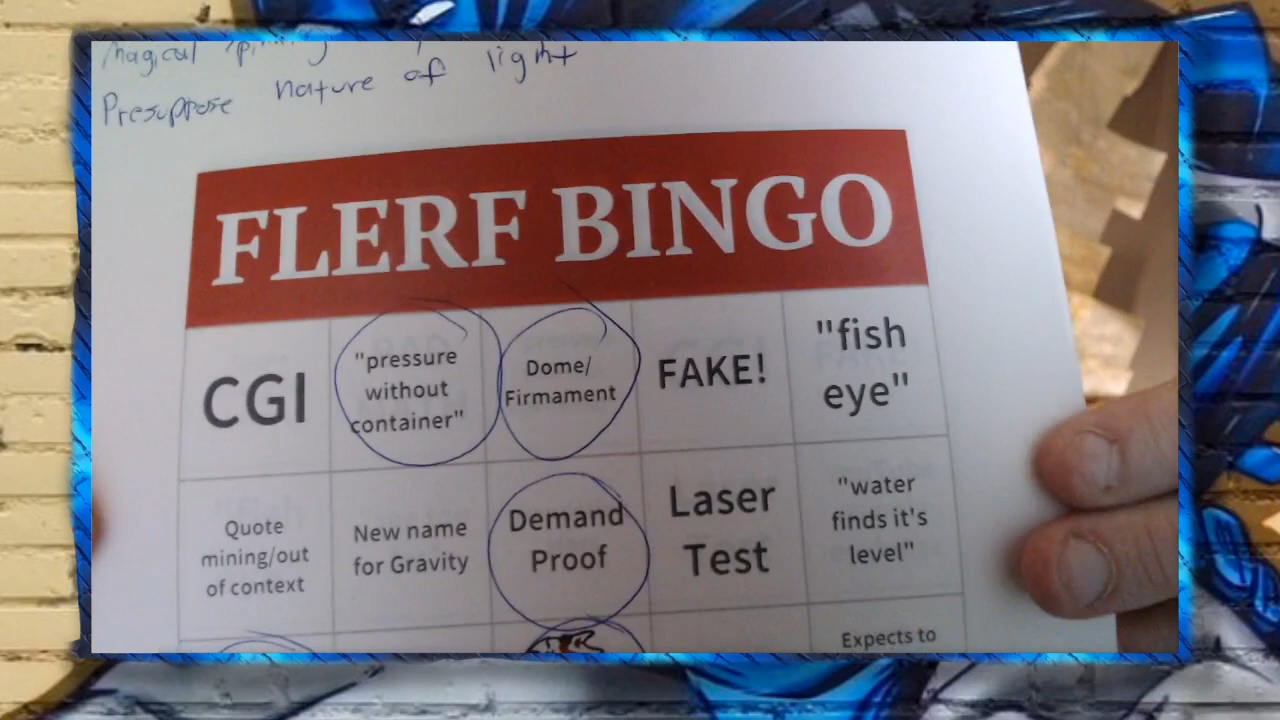 Magical
nature of light
Presuppose
FLERF BINGO
CGI
"pressure
without
container"
Dome/
Firmament
FAKE!
"fish
eye"
Quote
mining/out
of context
New name
for Gravity
Demand
Proof
Laser
Test
"water
finds it's
level"
Expects to